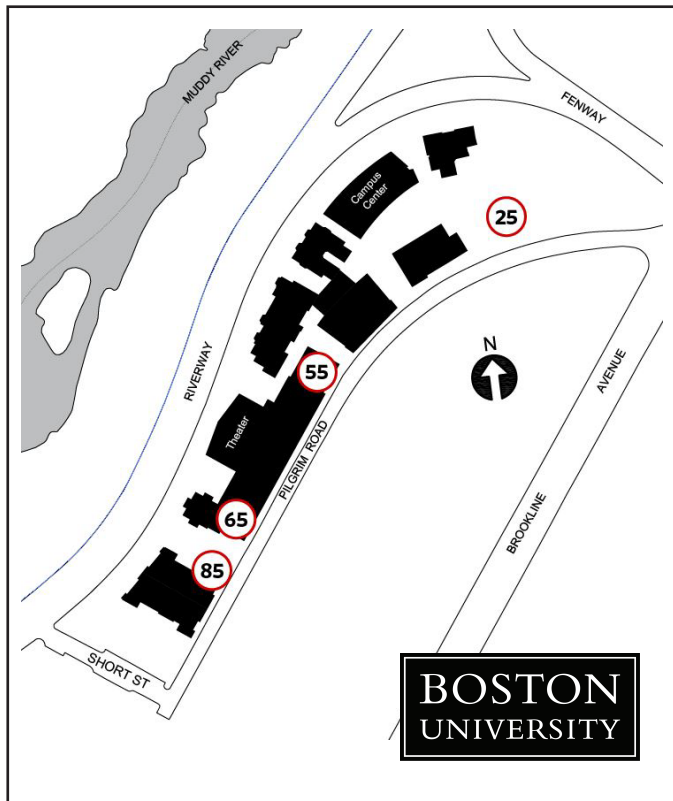 MUDDY RIVER
FENWAY
Campus
Center
25
N
55
RIVERWAY
AVENUE
Theater
PILGRIM ROAD
65
BROOKLINE
85
SHORT ST
BOSTON
UNIVERSITY